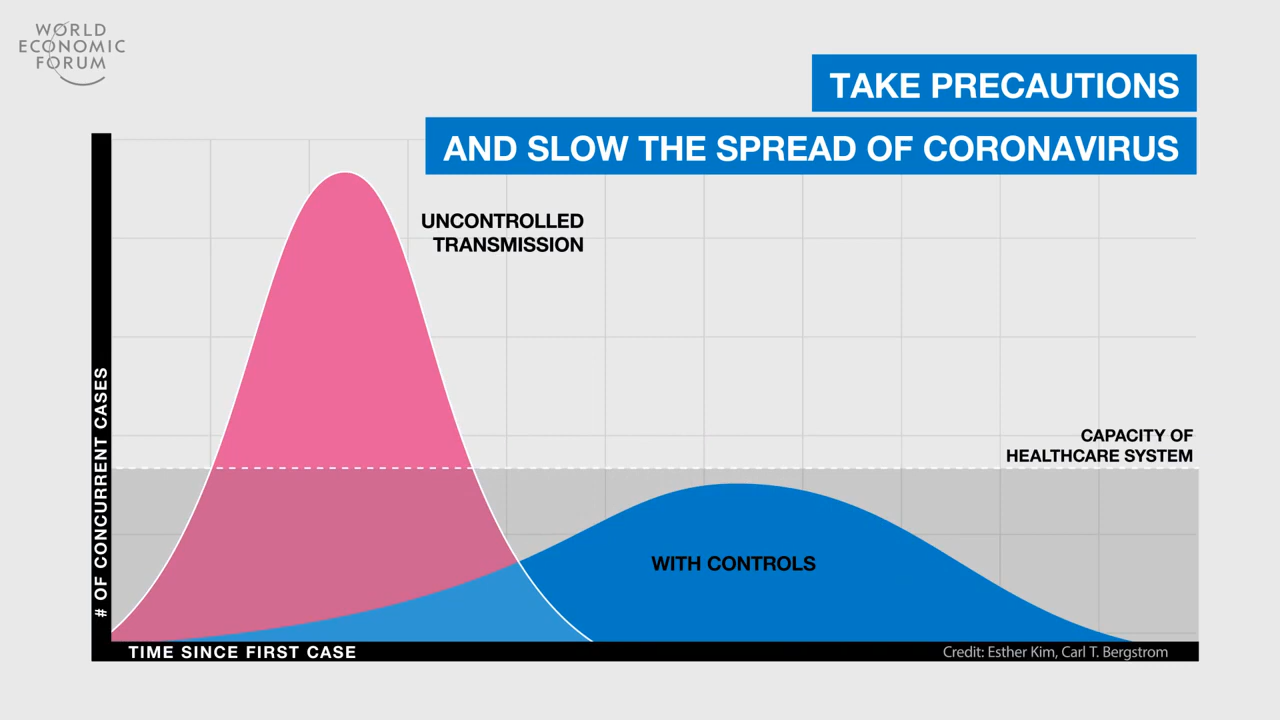 WORLD
ECONOMIC
FORUM
TAKE PRECAUTIONS
AND SLOW THE SPREAD OF CORONAVIRUS
UNCONTROLLED
TRANSMISSION
CAPACITY OF
HEALTHCARE SYSTEM
WITH CONTROLS
# OF CONCURRENT CASES
TIME SINCE FIRST CASE
Credit: Esther Kim, Carl T. Bergstrom